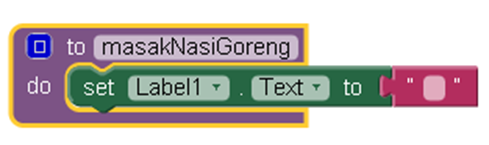 to masakNasiGoreng
do set Label1 . Text to " "